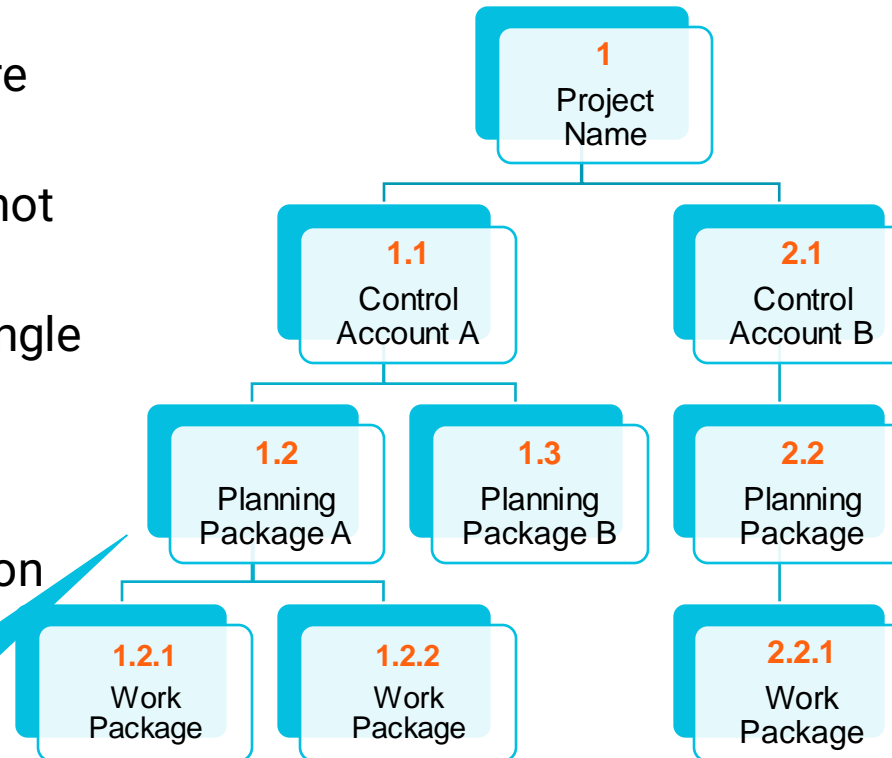 re
not
ngle
on
1
Project
Name
1.1
Control
Account A
2.1
Control
Account B
1.2
Planning
Package A
1.3
Planning
Package B
2.2
Planning
Package
1.2.1
Work
Package
1.2.2
Work
Package
2.2.1
Work
Package